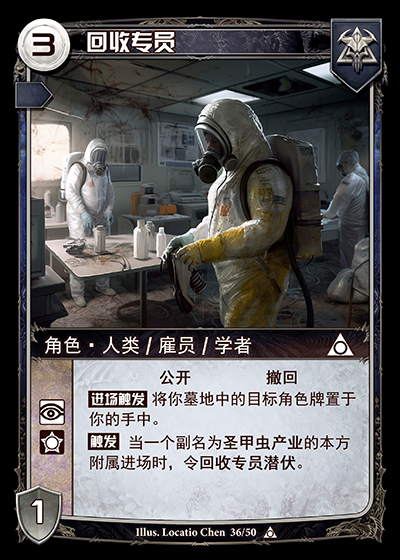 3 回收专员
角色·人类 / 雇员 / 学者
公开 撤回
进场触发 将你墓地中的目标角色牌置于
你的手中。
触发 当一个副名为圣甲虫产业的本方
附属进场时，令回收专员潜伏。
1
Illus. Locatio Chen 36/50